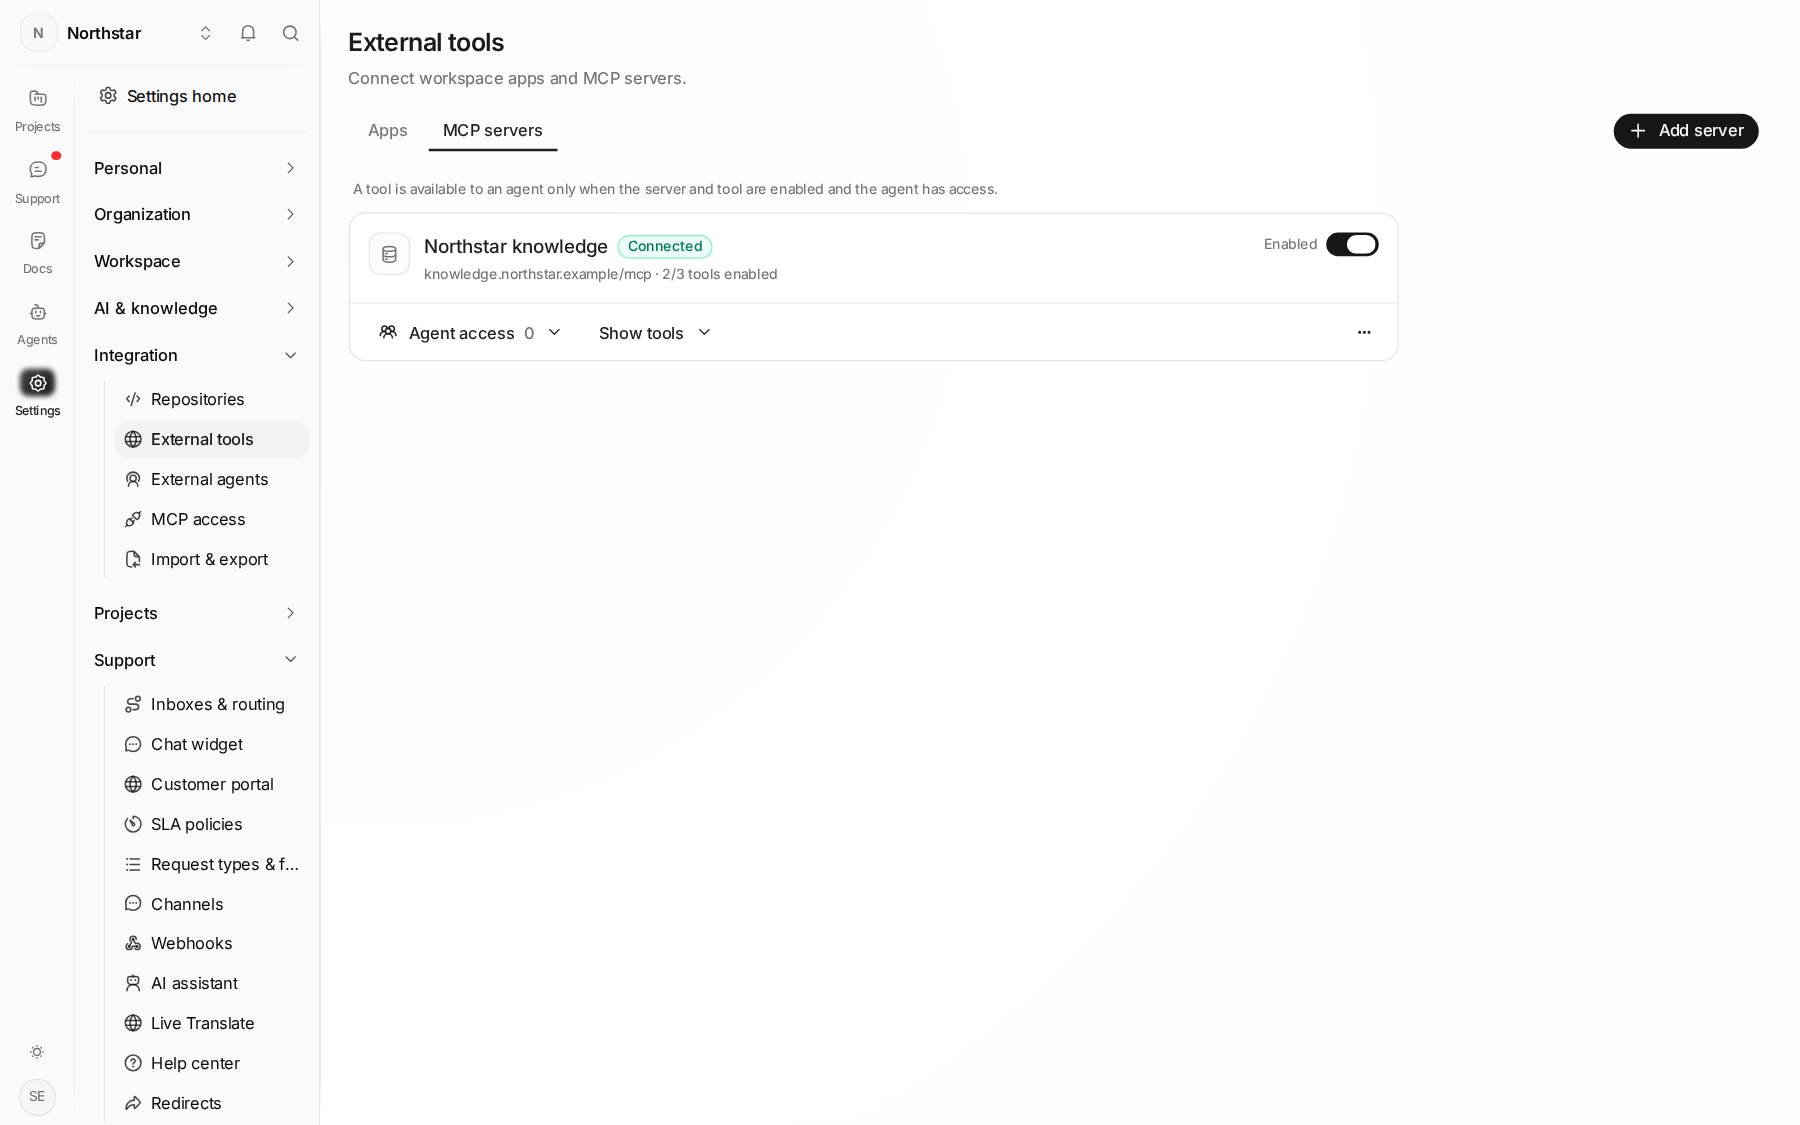 N Northstar
Projects
Support
Docs
Agents
Settings
SE
Settings home
Personal
Organization
Workspace
AI & knowledge
Integration
Repositories
External tools
External agents
MCP access
Import & export
Projects
Support
Inboxes & routing
Chat widget
Customer portal
SLA policies
Request types & f...
Channels
Webhooks
AI assistant
Live Translate
Help center
Redirects
External tools
Connect workspace apps and MCP servers.
Apps MCP servers
Add server
A tool is available to an agent only when the server and tool are enabled and the agent has access.
Northstar knowledge Connected
Enabled
knowledge.northstar.example/mcp · 2/3 tools enabled
Agent access 0 Show tools